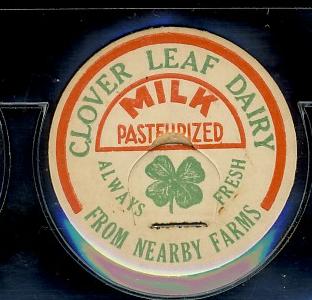 CLOVER LEAF DAIRY
MILK
PASTEURIZED
ALWAYS FRESH
FROM NEARBY FARMS